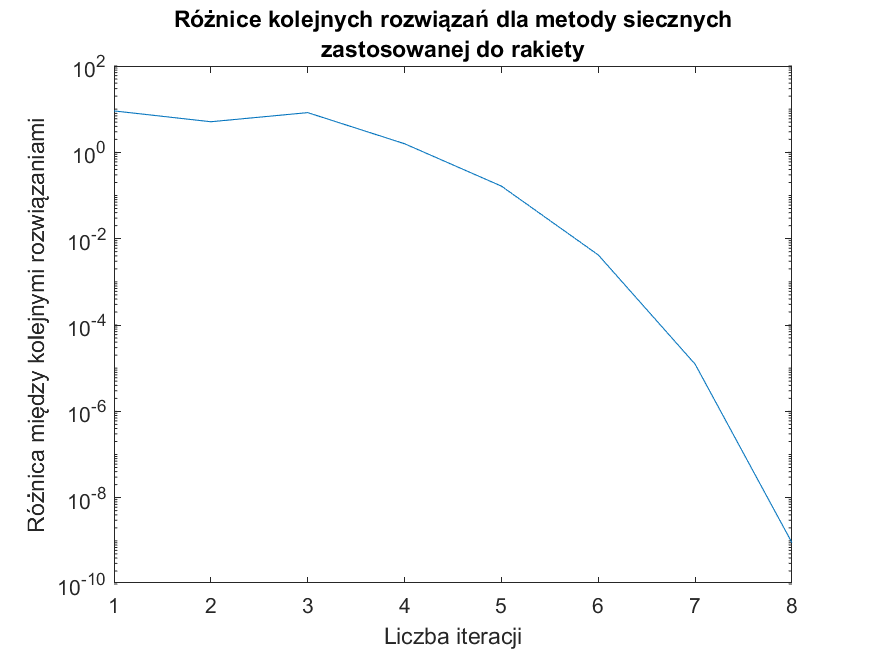 Różnice kolejnych rozwiązań dla metody siecznych
zastosowanej do rakiety
Różnica między kolejnymi rozwiązaniami
10^2
10^0
10^-2
10^-4
10^-6
10^-8
10^-10
1 2 3 4 5 6 7 8
Liczba iteracji